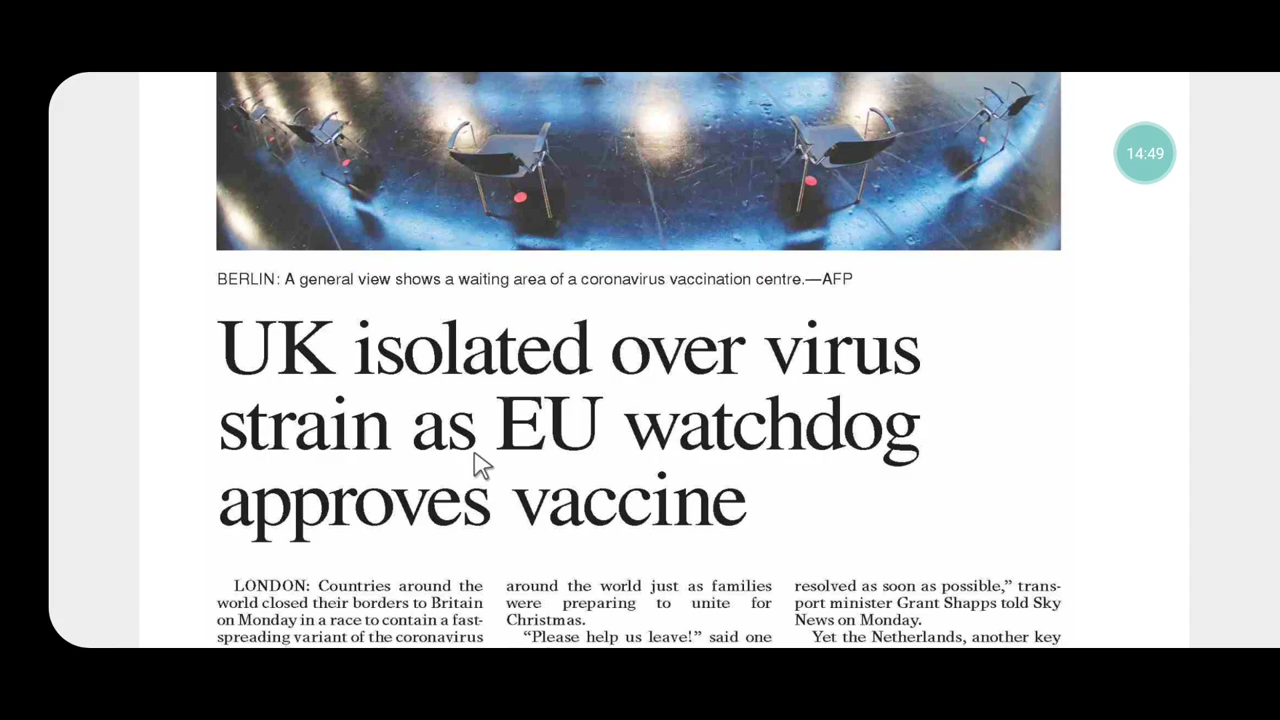 14:49
BERLIN: A general view shows a waiting area of a coronavirus vaccination centre.—AFP
UK isolated over virus
strain as EU watchdog
approves vaccine
LONDON: Countries around the
world closed their borders to Britain
on Monday in a race to contain a fast-
spreading variant of the coronavirus
around the world just as families
were preparing to unite for
Christmas.
“Please help us leave!” said one
resolved as soon as possible,” trans-
port minister Grant Shapps told Sky
News on Monday.
Yet the Netherlands, another key